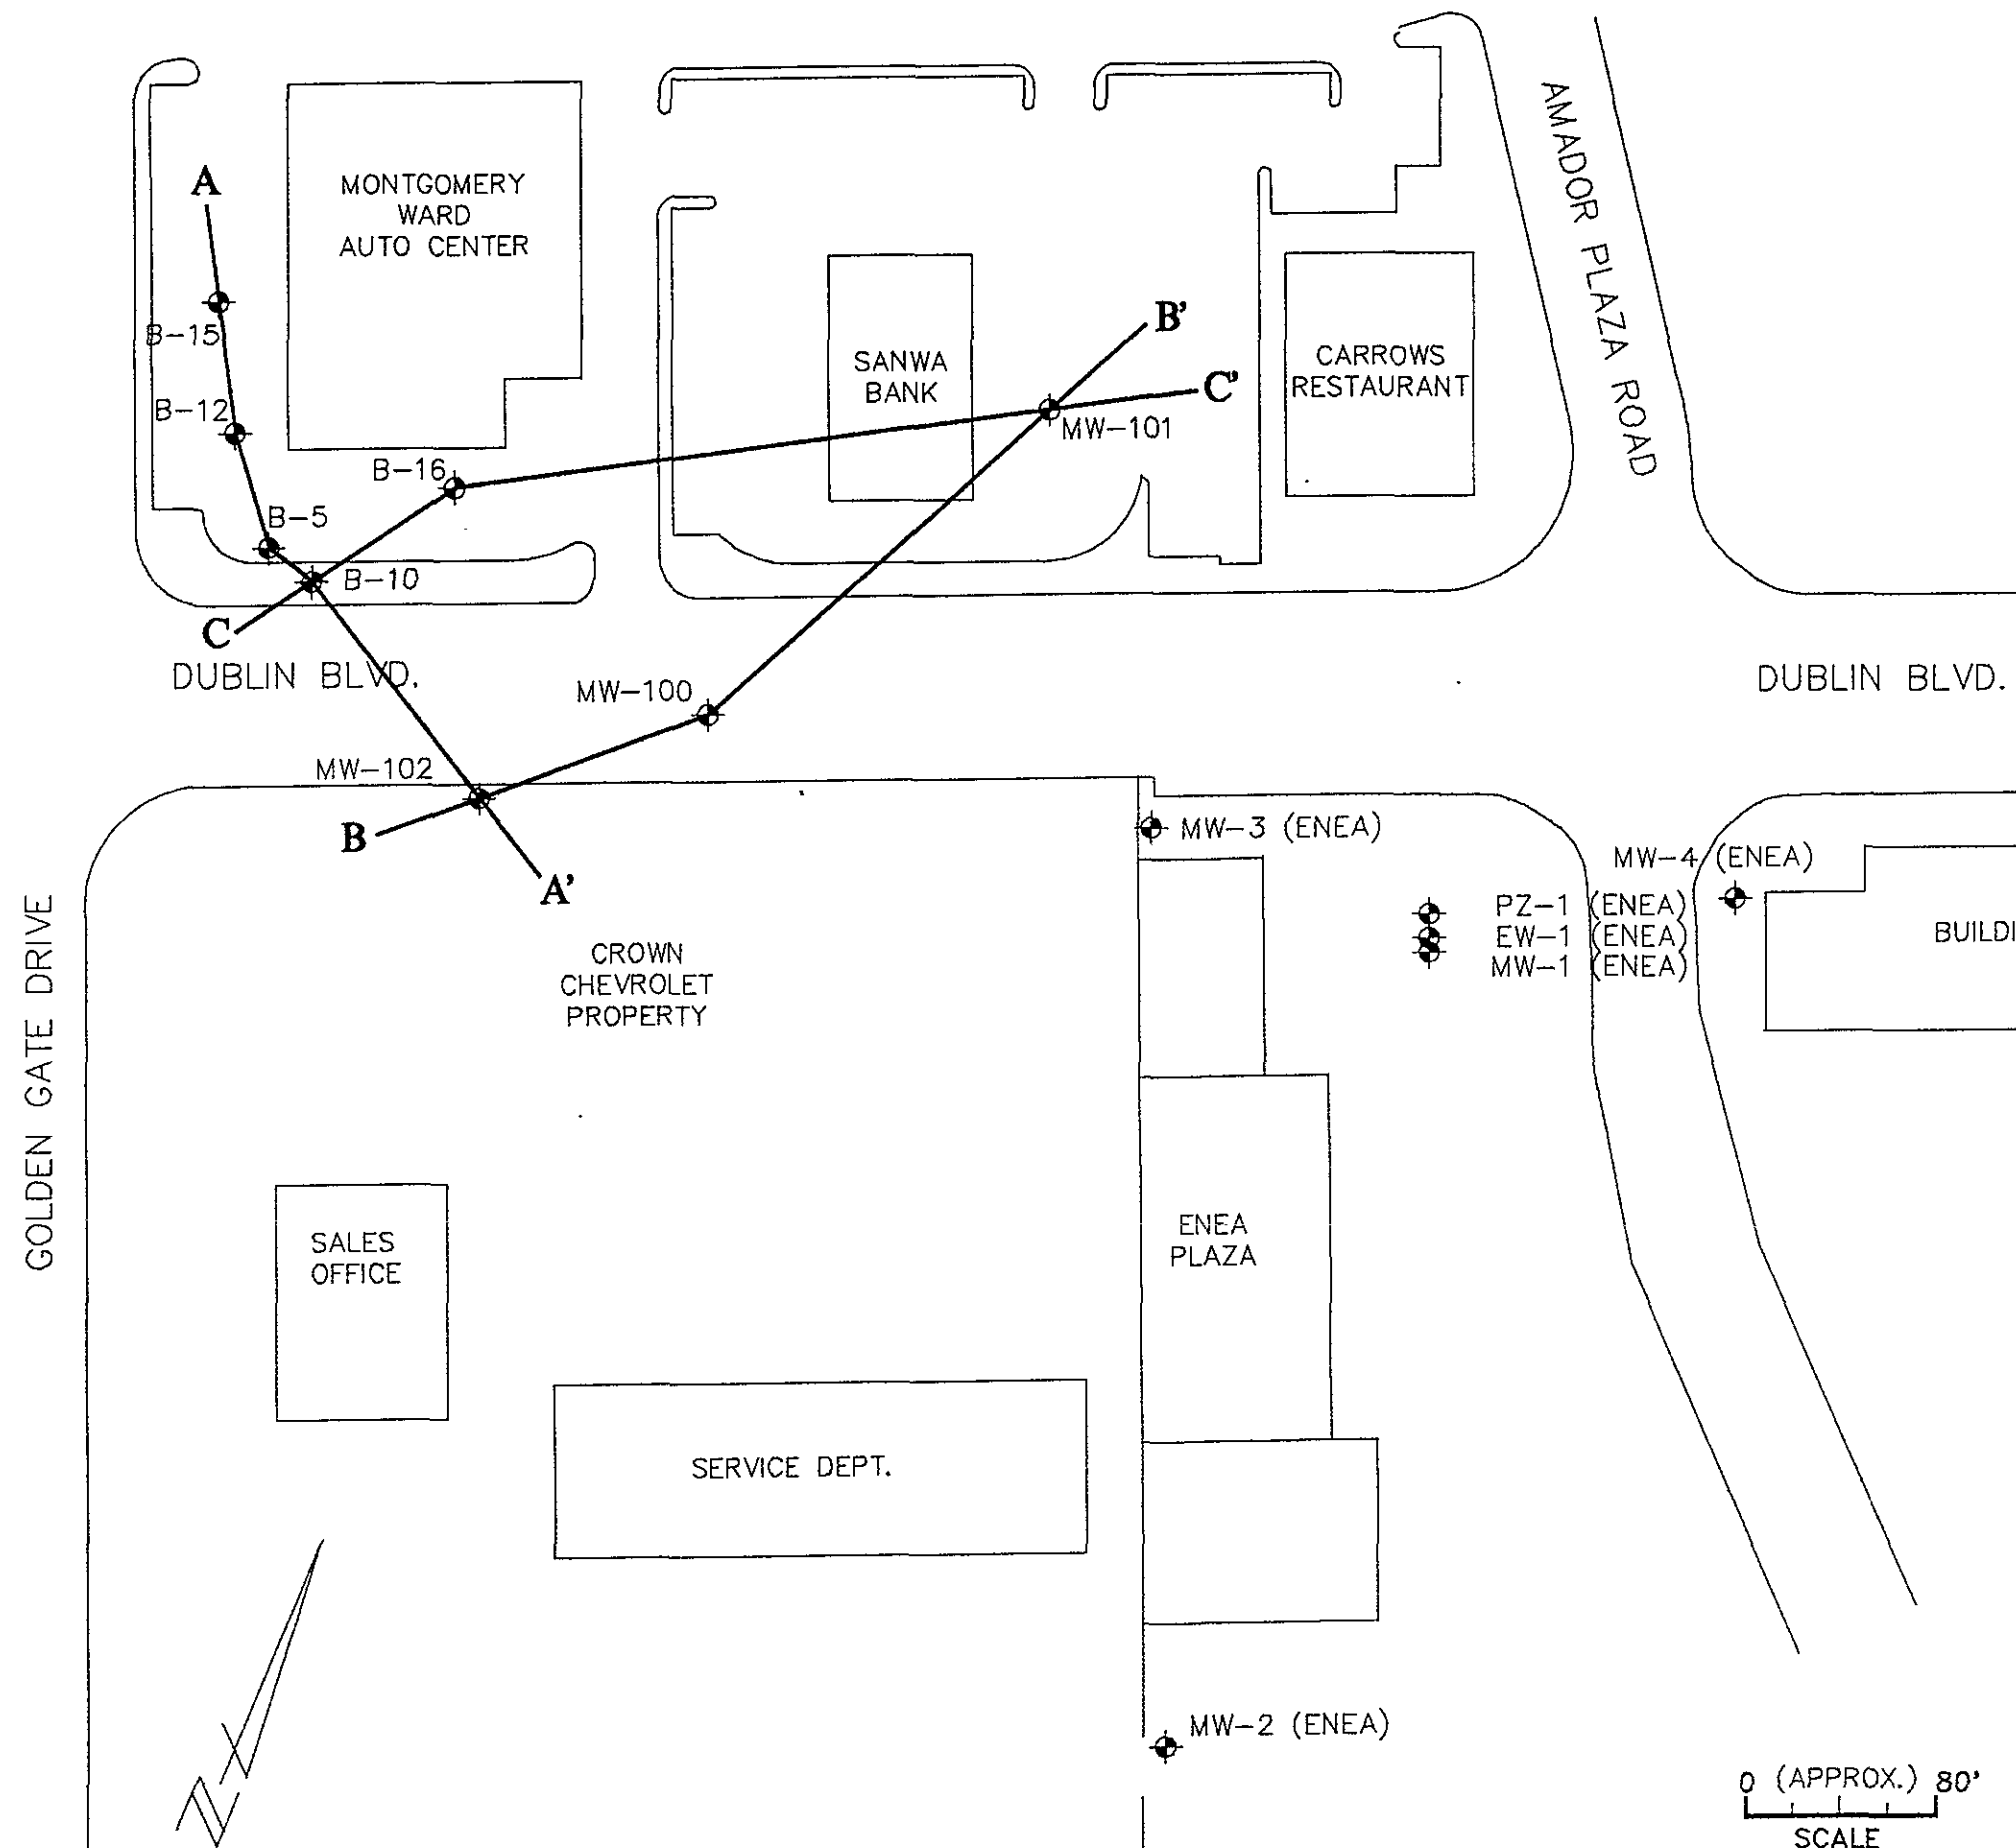 A
MONTGOMERY
WARD
AUTO CENTER
AMADOR PLAZA ROAD
B-15
B'
SANWA
BANK
CARROWS
RESTAURANT
C'
B-12
MW-101
B-16
B-5
B-10
C
DUBLIN BLVD.
MW-100
DUBLIN BLVD.
MW-102
B
A'
MW-3 (ENEA)
MW-4 (ENEA)
PZ-1 (ENEA)
EW-1 (ENEA)
MW-1 (ENEA)
BUILDI
CROWN
CHEVROLET
PROPERTY
GOLDEN GATE DRIVE
SALES
OFFICE
ENEA
PLAZA
SERVICE DEPT.
MW-2 (ENEA)
N
0 (APPROX.) 80'
SCALE